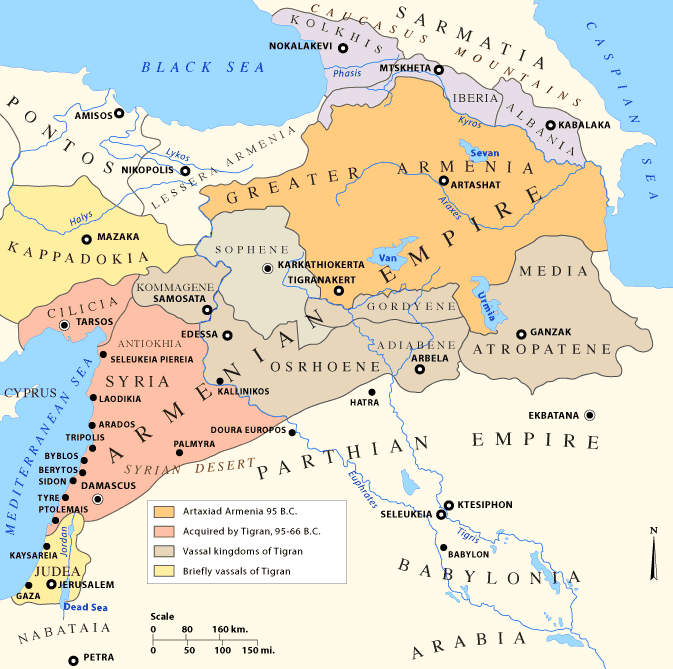 SARMATIA
CAUCASUS MOUNTAINS
CASPIAN SEA
KOLKHIS
NOKALAKEVI
Phasis
MTSKHETA
IBERIA
ALBANIA
KABALAKA
Kyros
BLACK SEA
PONTOS
AMISOS
Lykos
NIKOPOLIS
LESSER ARMENIA
Halys
MAZAKA
KAPPADOKIA
GREATER ARMENIA
Sevan
ARTASHAT
Araxes
ARMENIAN EMPIRE
Van
SOPHENE
KARKATHIOKERTA
TIGRANAKERT
KOMMAGENE
SAMOSATA
GORDYENE
Urmia
MEDIA
ATROPATENE
GANZAK
CILICIA
TARSOS
EDESSA
OSRHOENE
ADIABENE
ARBELA
ANTIOKHIA
SELEUKEIA PIEREIA
SYRIA
CYPRUS
MEDITERRANEAN SEA
LAODIKIA
KALLINIKOS
HATRA
EKBATANA
ARADOS
TRIPOLIS
DOURA EUROPOS
BYBLOS
PALMYRA
SYRIAN DESERT
PARTHIAN EMPIRE
BERYTOS
SIDON
DAMASCUS
TYRE
PTOLEMAIS
Euphrates
KTESIPHON
SELEUKEIA
Tigris
BABYLON
BABYLONIA
ARABIA
KAYSAREIA
Jordan
JUDEA
JERUSALEM
GAZA
Dead Sea
NABATAIA
PETRA
Artaxiad Armenia 95 B.C.
Acquired by Tigran, 95-66 B.C.
Vassal kingdoms of Tigran
Briefly vassals of Tigran
Scale
0 80 160 km.
0 50 100 150 mi.
N